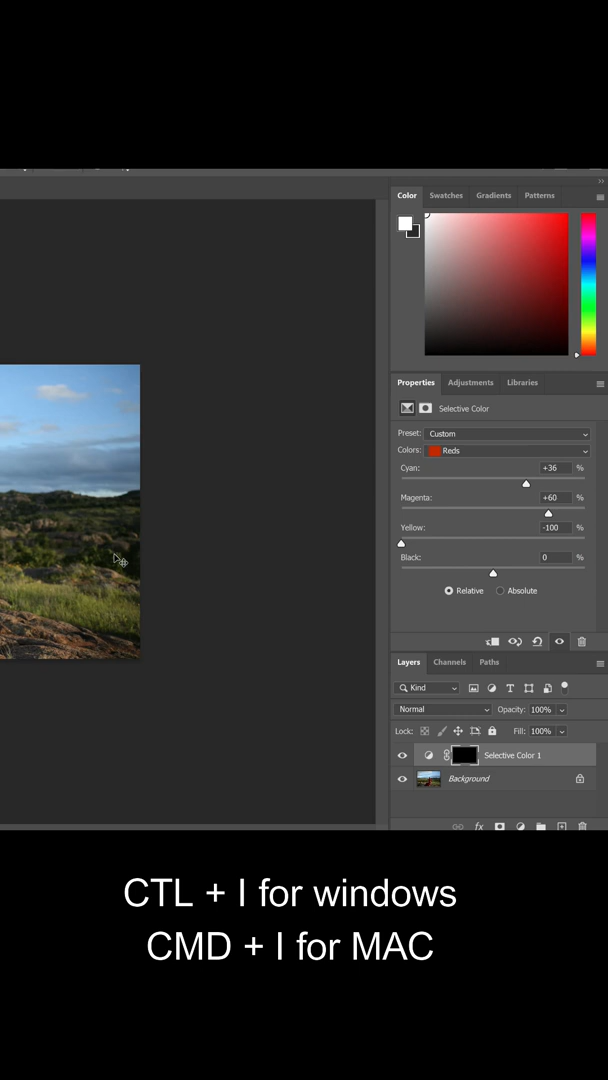 Color Swatches Gradients Patterns
Properties Adjustments Libraries
Selective Color
Preset: Custom
Colors: Reds
Cyan: +36 %
Magenta: +60 %
Yellow: -100 %
Black: 0 %
Relative Absolute
Layers Channels Paths
Kind
Normal Opacity: 100%
Lock: Fill: 100%
Selective Color 1
Background
fx
CTL + I for windows
CMD + I for MAC